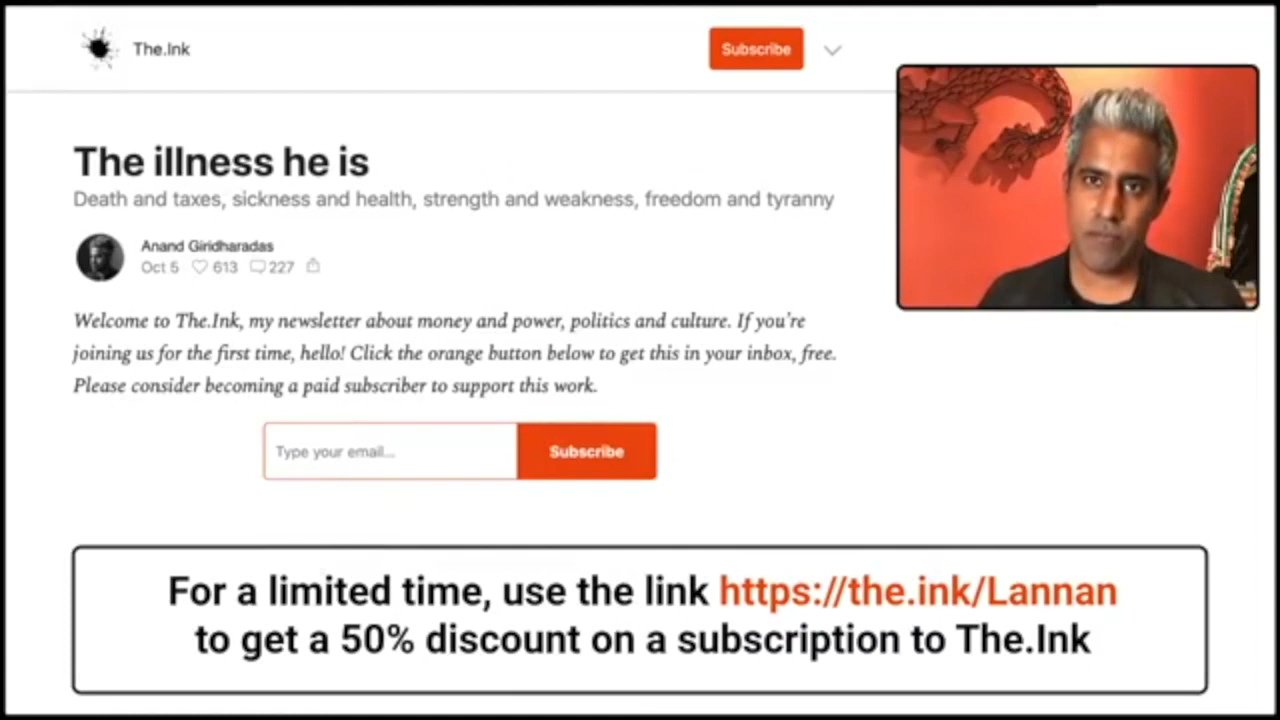 The.Ink
Subscribe
The illness he is
Death and taxes, sickness and health, strength and weakness, freedom and tyranny
Anand Giridharadas
Oct 5 613 227
Welcome to The.Ink, my newsletter about money and power, politics and culture. If you're
joining us for the first time, hello! Click the orange button below to get this in your inbox, free.
Please consider becoming a paid subscriber to support this work.
Type your email...
Subscribe
For a limited time, use the link https://the.ink/Lannan
to get a 50% discount on a subscription to The.Ink